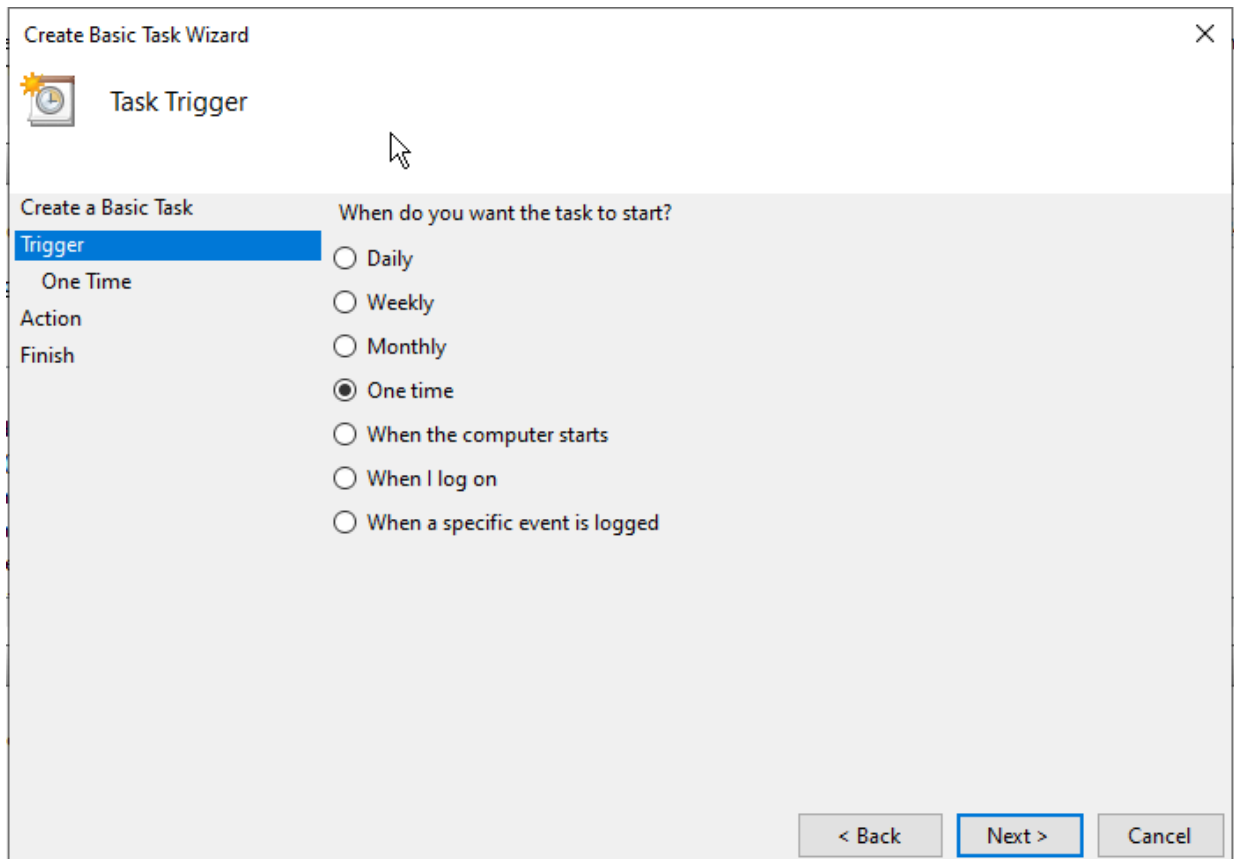 Create Basic Task Wizard
Task Trigger
Create a Basic Task
Trigger
One Time
Action
Finish
When do you want the task to start?
Daily
Weekly
Monthly
One time
When the computer starts
When I log on
When a specific event is logged
< Back
Next >
Cancel